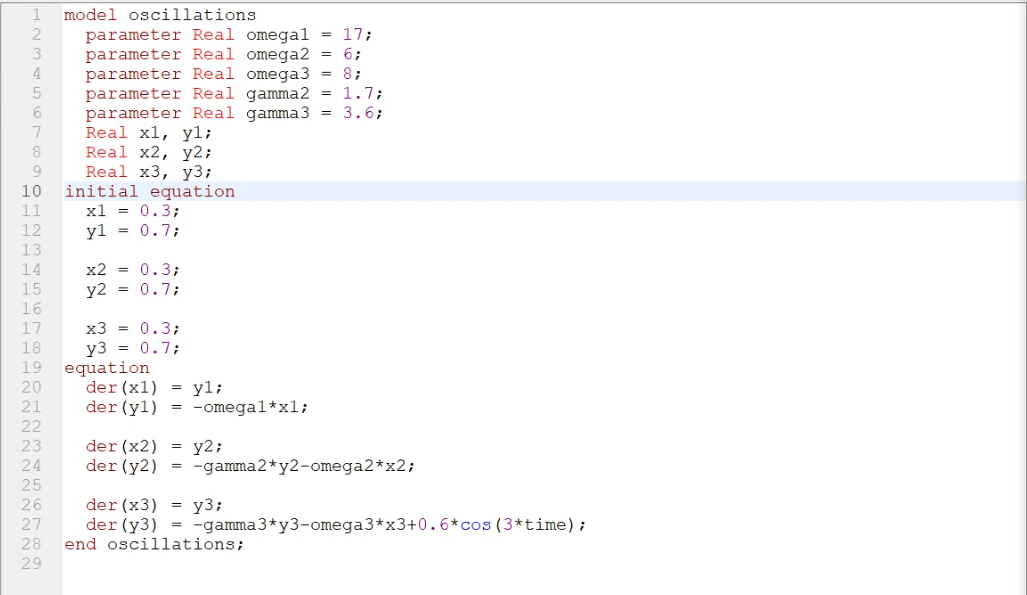 1 model oscillations
2   parameter Real omega1 = 17;
3   parameter Real omega2 = 6;
4   parameter Real omega3 = 8;
5   parameter Real gamma2 = 1.7;
6   parameter Real gamma3 = 3.6;
7   Real x1, y1;
8   Real x2, y2;
9   Real x3, y3;
10 initial equation
11   x1 = 0.3;
12   y1 = 0.7;
13
14   x2 = 0.3;
15   y2 = 0.7;
16
17   x3 = 0.3;
18   y3 = 0.7;
19 equation
20   der(x1) = y1;
21   der(y1) = -omega1*x1;
22
23   der(x2) = y2;
24   der(y2) = -gamma2*y2-omega2*x2;
25
26   der(x3) = y3;
27   der(y3) = -gamma3*y3-omega3*x3+0.6*cos(3*time);
28 end oscillations;
29